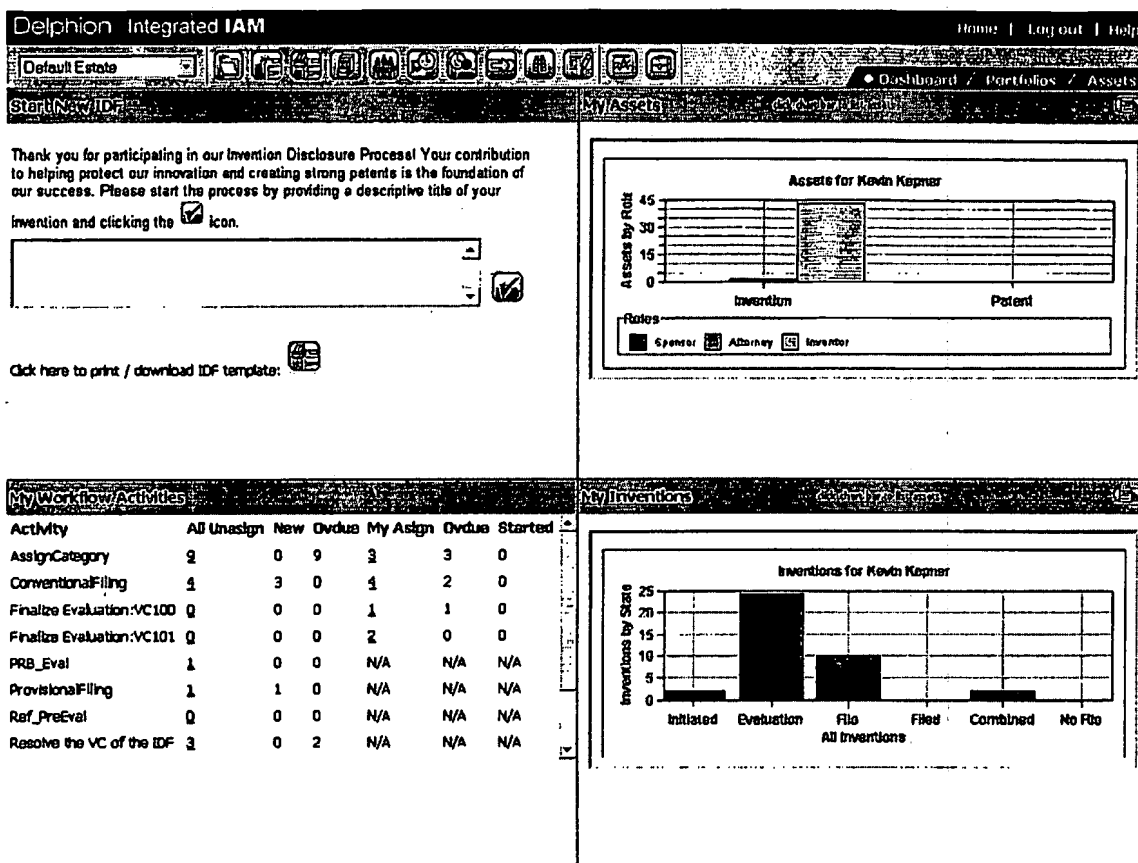 Delphion Integrated IAM
Home | Log out | Help
Default Estate
Dashboard / Portfolios / Assets
Start New IDF
Thank you for participating in our Invention Disclosure Process! Your contribution
to helping protect our innovation and creating strong patents is the foundation of
our success. Please start the process by providing a descriptive title of your
invention and clicking the icon.
Click here to print / download IDF template:
My Assets
Assets for Kevin Kepner
Assets by Role
45
30
15
0
Invention Patent
Roles
Sponsor Attorney Inventor
My Workflow Activities
Activity All Unasign New Ovdue My Asign Ovdue Started
AssignCategory 9 0 9 3 3 0
ConventionalFiling 4 3 0 4 2 0
Finalize Evaluation:VC100 0 0 0 1 1 0
Finalize Evaluation:VC101 0 0 0 2 0 0
PRB_Eval 1 0 0 N/A N/A N/A
ProvisionalFiling 1 1 0 N/A N/A N/A
Ref_PreEval 0 0 0 N/A N/A N/A
Resolve the VC of the IDF 3 0 2 N/A N/A N/A
My Inventions
Inventions for Kevin Kepner
Inventions by State
25
20
15
10
5
0
Initiated Evaluation File Filed Combined No File
All Inventions